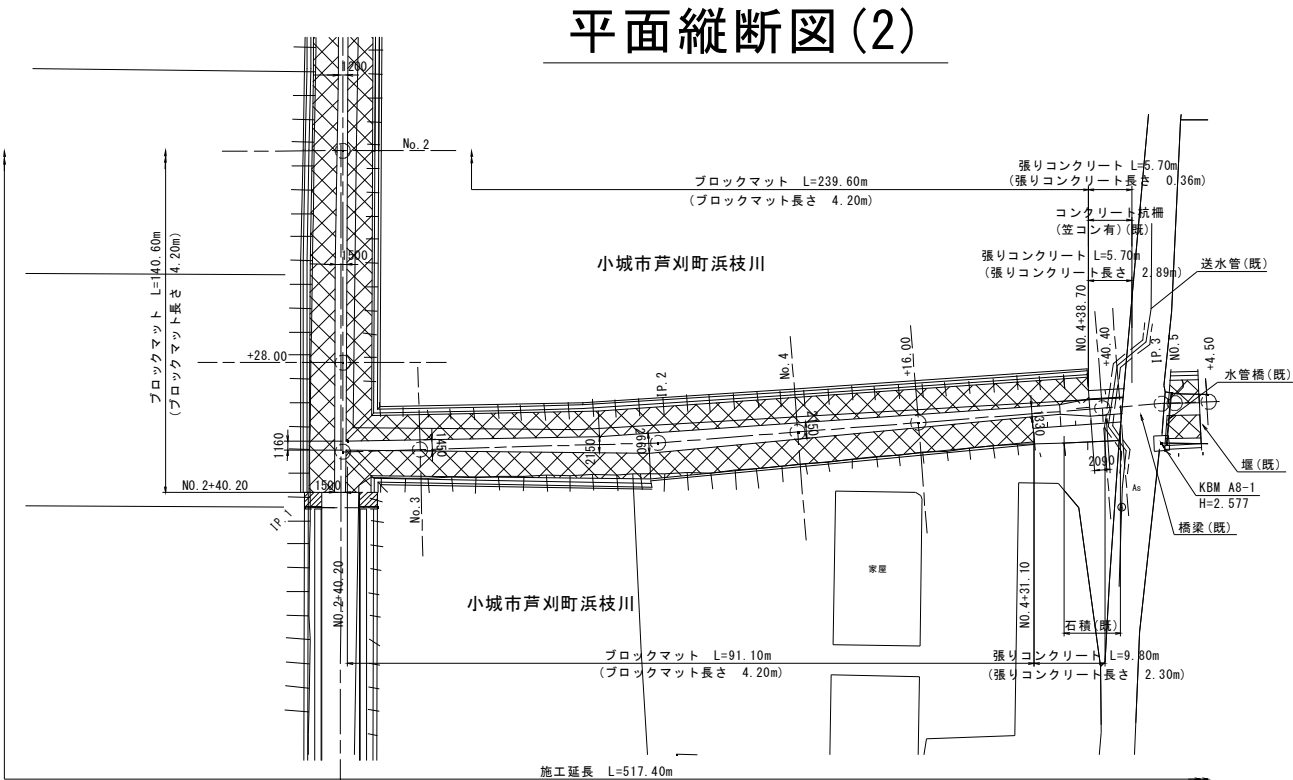 平面縦断図(2)
1200
No.2
ブロックマット L=239.60m
(ブロックマット長さ 4.20m)
張りコンクリート L=5.70m
(張りコンクリート長さ 0.36m)
コンクリート杭柵
(笠コン有)(既)
張りコンクリート L=5.70m
(張りコンクリート長さ 2.89m)
送水管(既)
ブロックマット L=140.60m
(ブロックマット長さ 4.20m)
1500
小城市芦刈町浜枝川
NO.4+38.70
+40.40
IP.3
NO.5
+4.50
水管橋(既)
+28.00
No.4
+16.00
IP.2
1160
1450
2150
2660
2150
1330
2090
堰(既)
NO.2+40.20
1500
IP.1
No.3
As
KBM A8-1
H=2.577
橋梁(既)
家屋
NO.2+40.20
小城市芦刈町浜枝川
NO.4+31.10
石積(既)
ブロックマット L=91.10m
(ブロックマット長さ 4.20m)
張りコンクリート L=9.80m
(張りコンクリート長さ 2.30m)
施工延長 L=517.40m